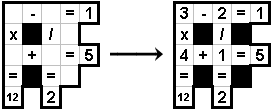 - = 1
x /
+ = 5
= =
12 2
3 - 2 = 1
x /
4 + 1 = 5
= =
12 2